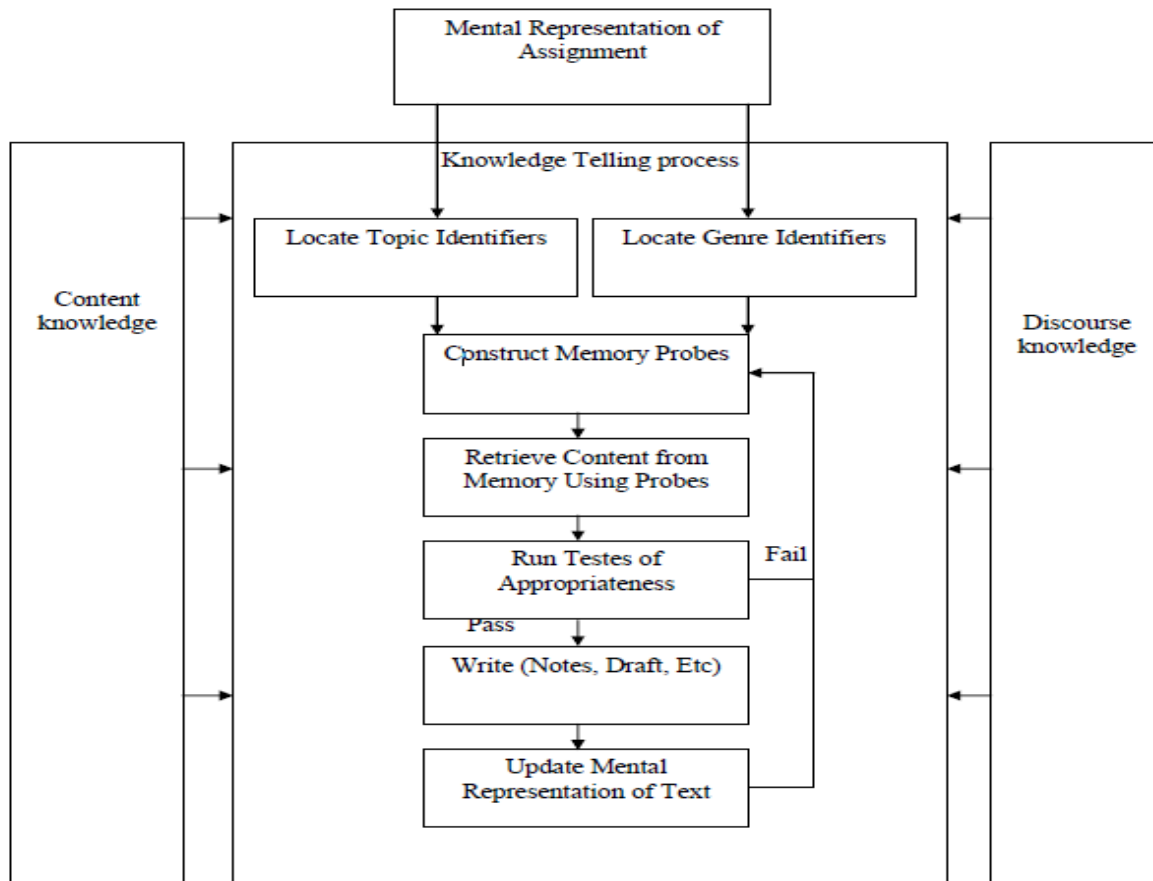 Mental Representation of
Assignment
Knowledge Telling process
Locate Topic Identifiers
Locate Genre Identifiers
Content
knowledge
Discourse
knowledge
Construct Memory Probes
Retrieve Content from
Memory Using Probes
Run Testes of
Appropriateness
Fail
Pass
Write (Notes, Draft, Etc)
Update Mental
Representation of Text